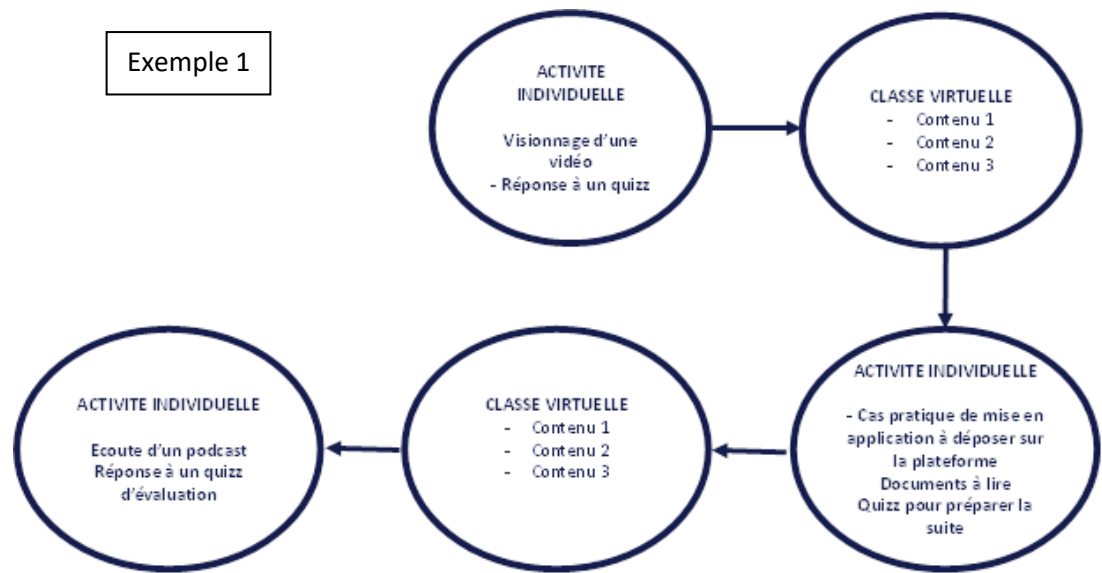 Exemple 1
ACTIVITE
INDIVIDUELLE
Visionnage d'une
vidéo
- Réponse à un quizz
CLASSE VIRTUELLE
- Contenu 1
- Contenu 2
- Contenu 3
ACTIVITE INDIVIDUELLE
- Cas pratique de mise en
application à déposer sur
la plateforme
Documents à lire
Quizz pour préparer la
suite
CLASSE VIRTUELLE
- Contenu 1
- Contenu 2
- Contenu 3
ACTIVITE INDIVIDUELLE
Ecoute d'un podcast
Réponse à un quizz
d'évaluation